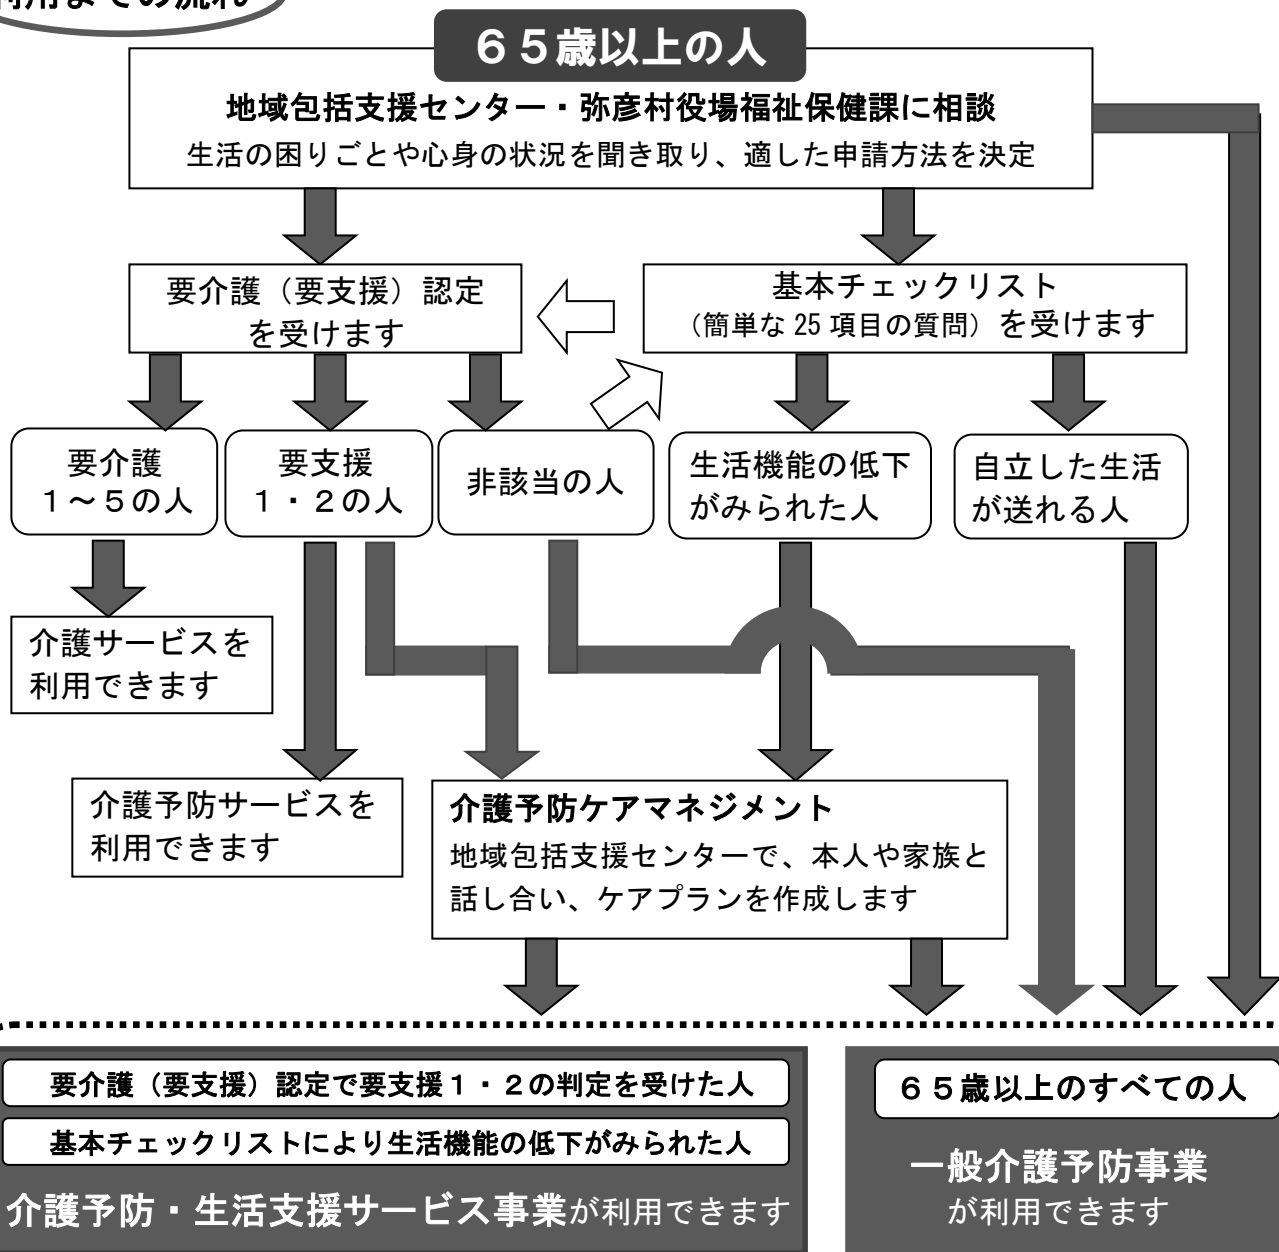 利用までの流れ
６５歳以上の人
地域包括支援センター・弥彦村役場福祉保健課に相談
生活の困りごとや心身の状況を聞き取り、適した申請方法を決定
要介護（要支援）認定
を受けます
基本チェックリスト
（簡単な 25 項目の質問）を受けます
要介護
１～５の人
要支援
１・２の人
非該当の人
生活機能の低下
がみられた人
自立した生活
が送れる人
介護サービスを
利用できます
介護予防サービスを
利用できます
介護予防ケアマネジメント
地域包括支援センターで、本人や家族と
話し合い、ケアプランを作成します
要介護（要支援）認定で要支援１・２の判定を受けた人
基本チェックリストにより生活機能の低下がみられた人
介護予防・生活支援サービス事業が利用できます
６５歳以上のすべての人
一般介護予防事業
が利用できます